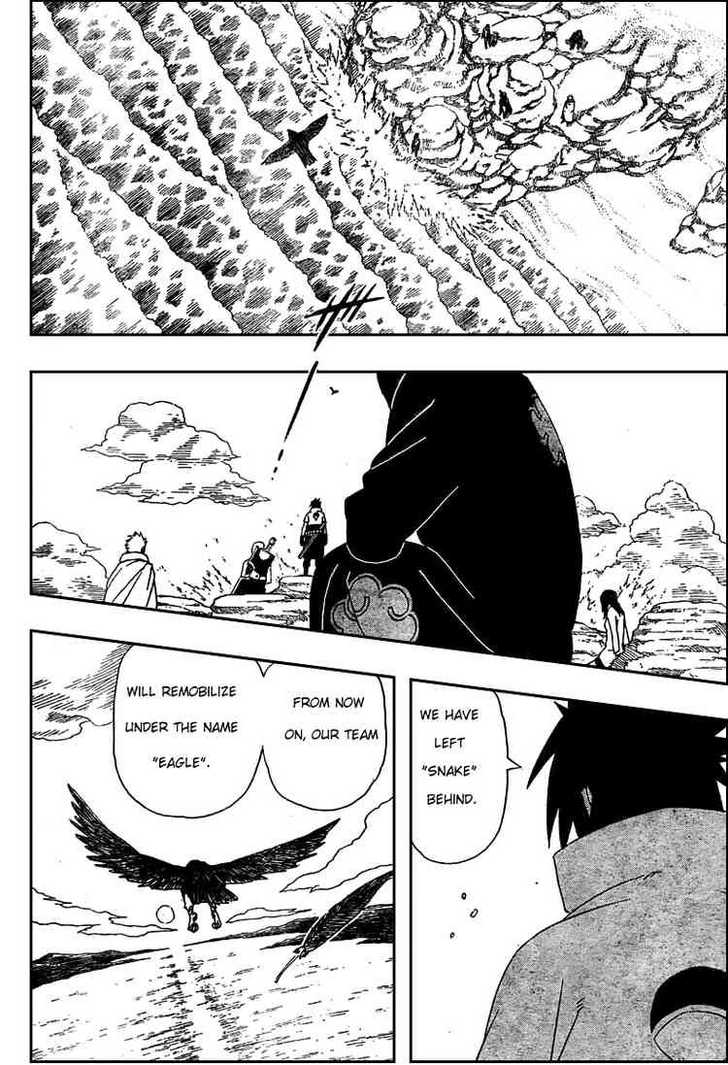 WE HAVE
LEFT
"SNAKE"
BEHIND.
FROM NOW
ON, OUR TEAM
WILL REMOBILIZE
UNDER THE NAME
"EAGLE".